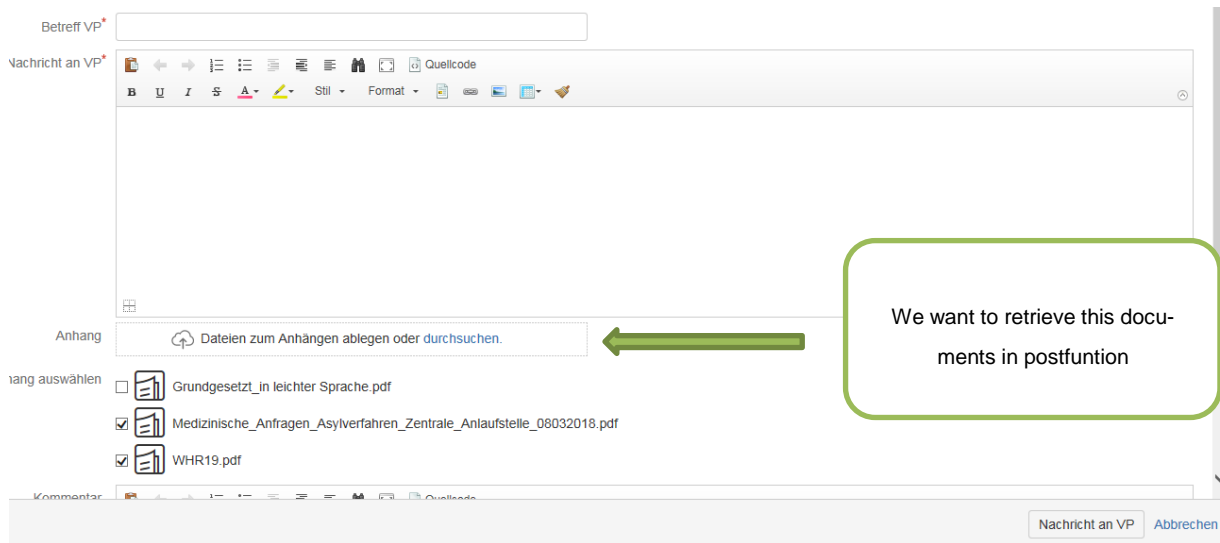 Betreff VP*
Nachricht an VP*
Quellcode
B U I S A Stil Format
We want to retrieve this docu-
ments in postfuntion
Anhang
Dateien zum Anhängen ablegen oder durchsuchen.
hang auswählen
Grundgesetzt_in leichter Sprache.pdf
Medizinische_Anfragen_Asylverfahren_Zentrale_Anlaufstelle_08032018.pdf
WHR19.pdf
Kommentar
Quellcode
Nachricht an VP Abbrechen